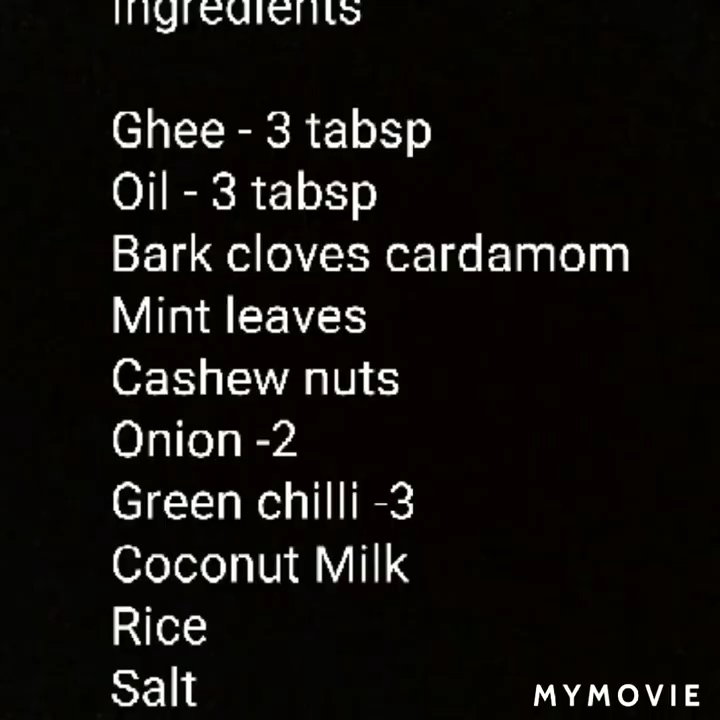 Ingredients
Ghee - 3 tabsp
Oil - 3 tabsp
Bark cloves cardamom
Mint leaves
Cashew nuts
Onion -2
Green chilli -3
Coconut Milk
Rice
Salt
MYMOVIE